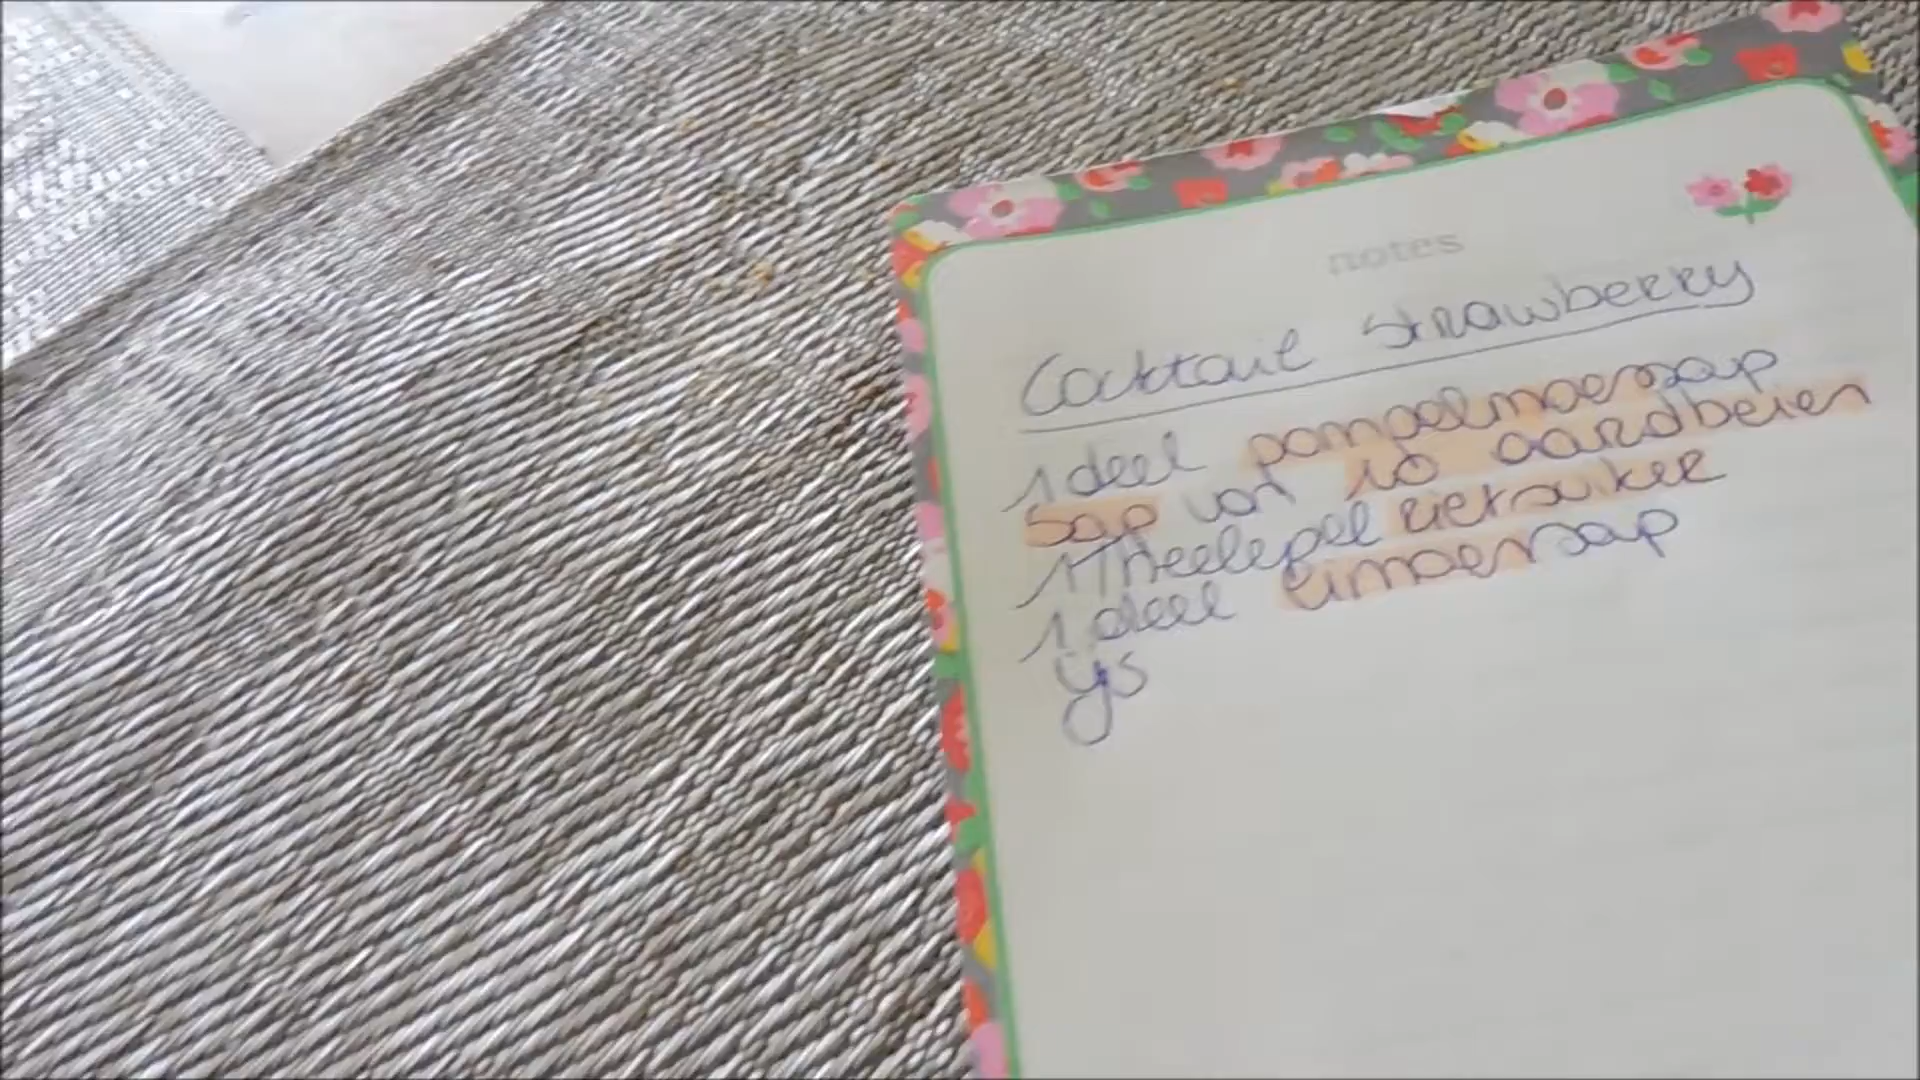 notes
Cocktail strawberry
1 deel pompelmoessap
Sap van 10 aardbeien
1 Theelepel rietsuiker
1 deel limoensap
ijs